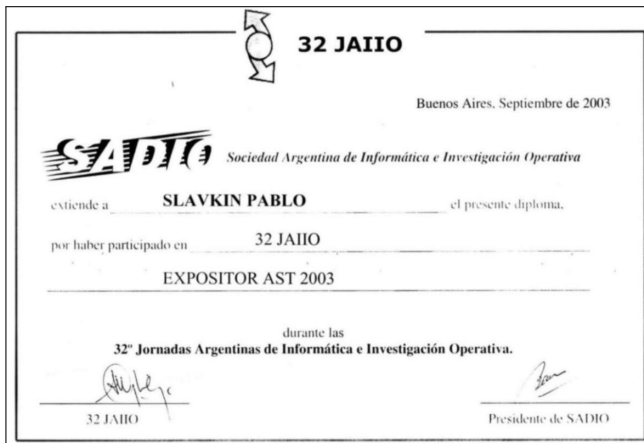 32 JAIIO
Buenos Aires, Septiembre de 2003
SADIO Sociedad Argentina de Informática e Investigación Operativa
extiende a SLAVKIN PABLO el presente diploma,
por haber participado en 32 JAIIO
EXPOSITOR AST 2003
durante las
32º Jornadas Argentinas de Informática e Investigación Operativa.
32 JAIIO Presidente de SADIO